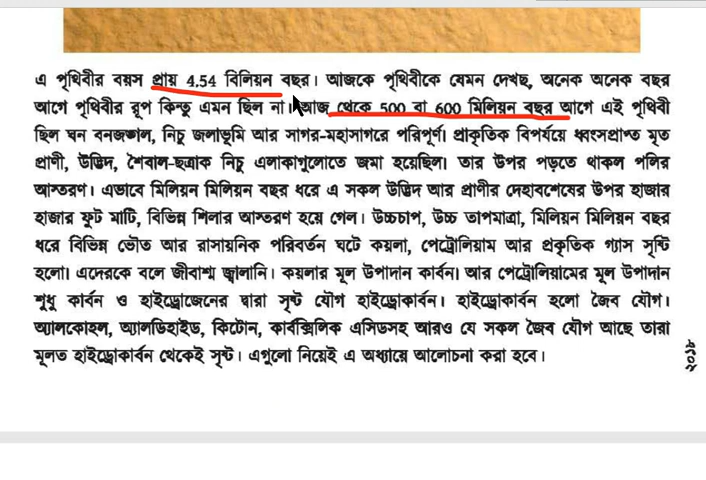 এ পৃথিবীর বয়স প্রায় 4.54 বিলিয়ন বছর। আজকে পৃথিবীকে যেমন দেখছ, অনেক অনেক বছর
আগে পৃথিবীর রূপ কিন্তু এমন ছিল না। আজ থেকে 500 বা 600 মিলিয়ন বছর আগে এই পৃথিবী
ছিল ঘন বনজঙ্গল, নিচু জলাভূমি আর সাগর-মহাসাগরে পরিপূর্ণ। প্রাকৃতিক বিপর্যয়ে ধ্বংসপ্রাপ্ত মৃত
প্রাণী, উদ্ভিদ, শৈবাল-ছত্রাক নিচু এলাকাগুলোতে জমা হয়েছিল। তার উপর পড়তে থাকল পলির
আস্তরণ। এভাবে মিলিয়ন মিলিয়ন বছর ধরে এ সকল উদ্ভিদ আর প্রাণীর দেহাবশেষের উপর হাজার
হাজার ফুট মাটি, বিভিন্ন শিলার আস্তরণ হয়ে গেল। উচ্চচাপ, উচ্চ তাপমাত্রা, মিলিয়ন মিলিয়ন বছর
ধরে বিভিন্ন ভৌত আর রাসায়নিক পরিবর্তন ঘটে কয়লা, পেট্রোলিয়াম আর প্রকৃতিক গ্যাস সৃষ্টি
হলো। এদেরকে বলে জীবাশ্ম জ্বালানি। কয়লার মূল উপাদান কার্বন। আর পেট্রোলিয়ামের মূল উপাদান
শুধু কার্বন ও হাইড্রোজেনের দ্বারা সৃষ্ট যৌগ হাইড্রোকার্বন। হাইড্রোকার্বন হলো জৈব যৌগ।
অ্যালকোহল, অ্যালডিহাইড, কিটোন, কার্বক্সিলিক এসিডসহ আরও যে সকল জৈব যৌগ আছে তারা
মূলত হাইড্রোকার্বন থেকেই সৃষ্ট। এগুলো নিয়েই এ অধ্যায়ে আলোচনা করা হবে।
২০১৮